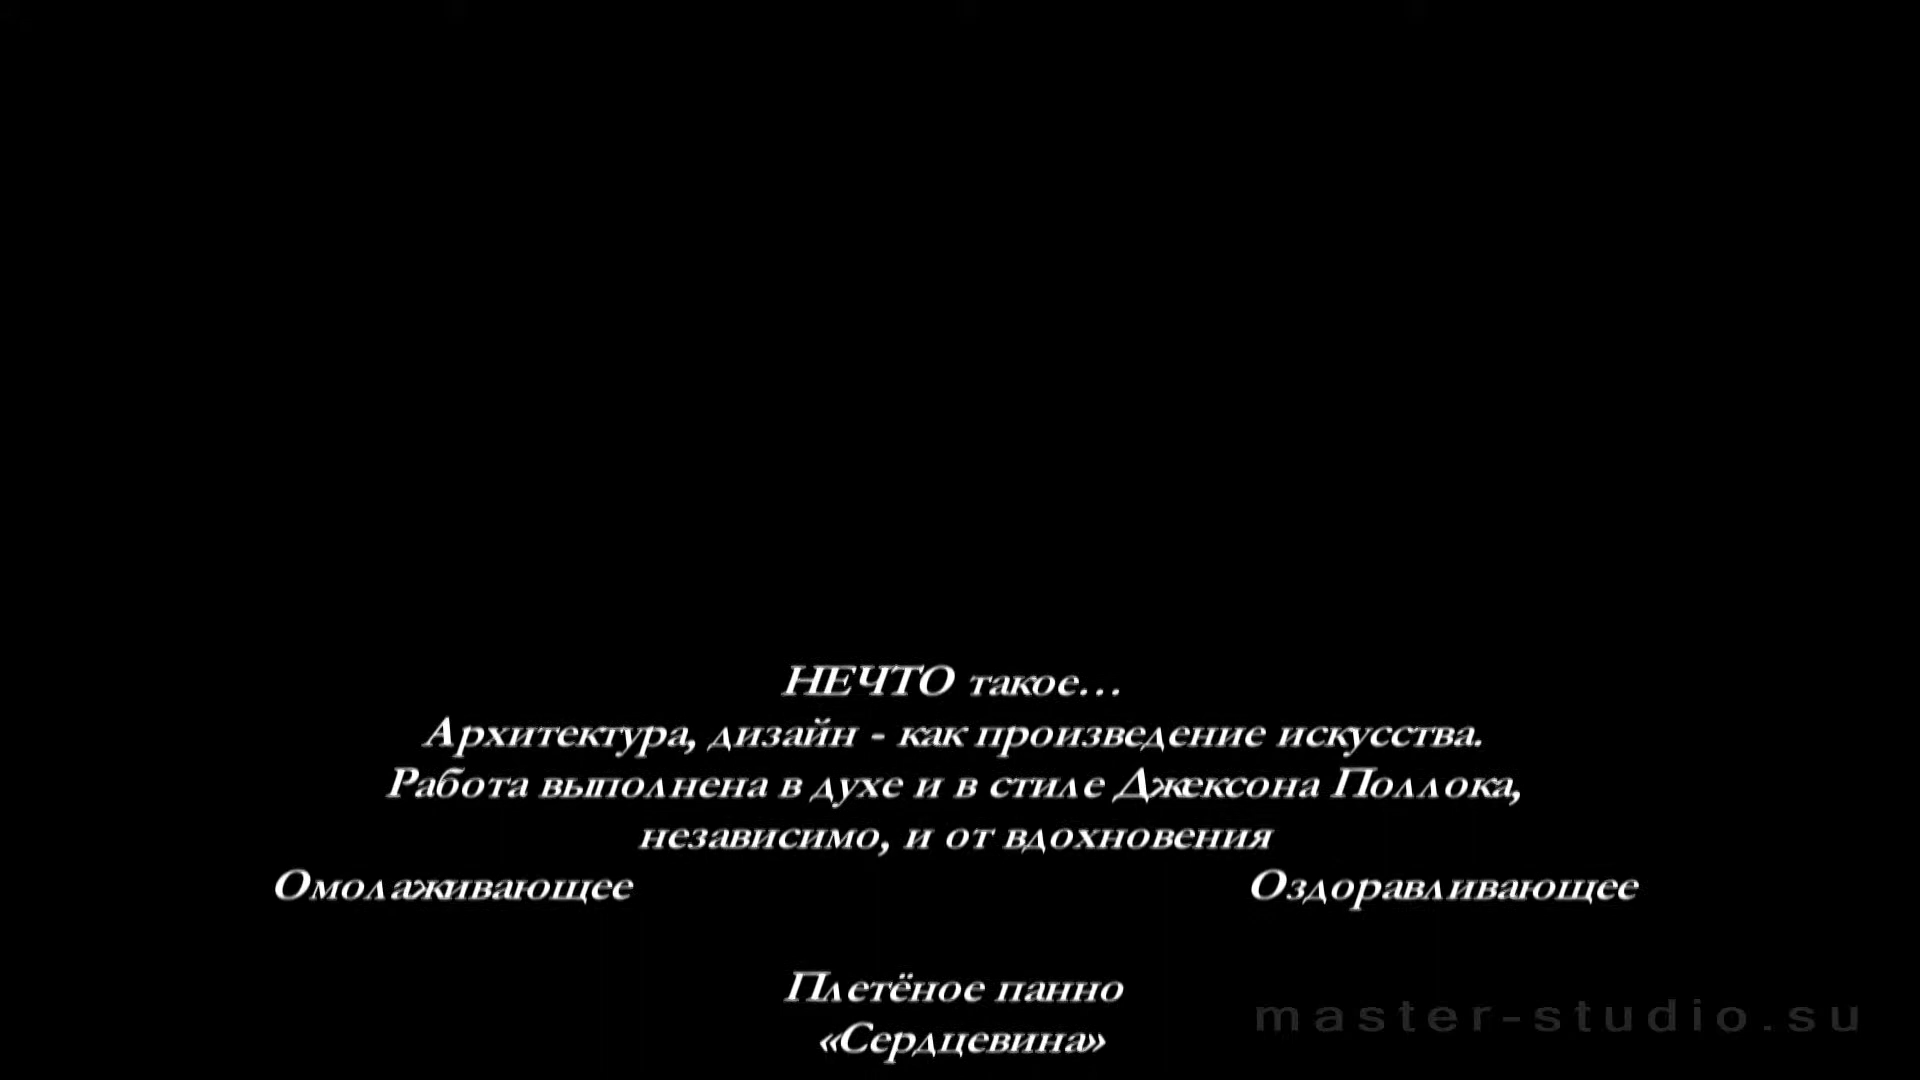 НЕЧТО такое...
Архитектура, дизайн - как произведение искусства.
Работа выполнена в духе и в стиле Джексона Поллока,
независимо, и от вдохновения
Омолаживающее Оздоравливающее
Плетёное панно
«Сердцевина»
master-studio.su